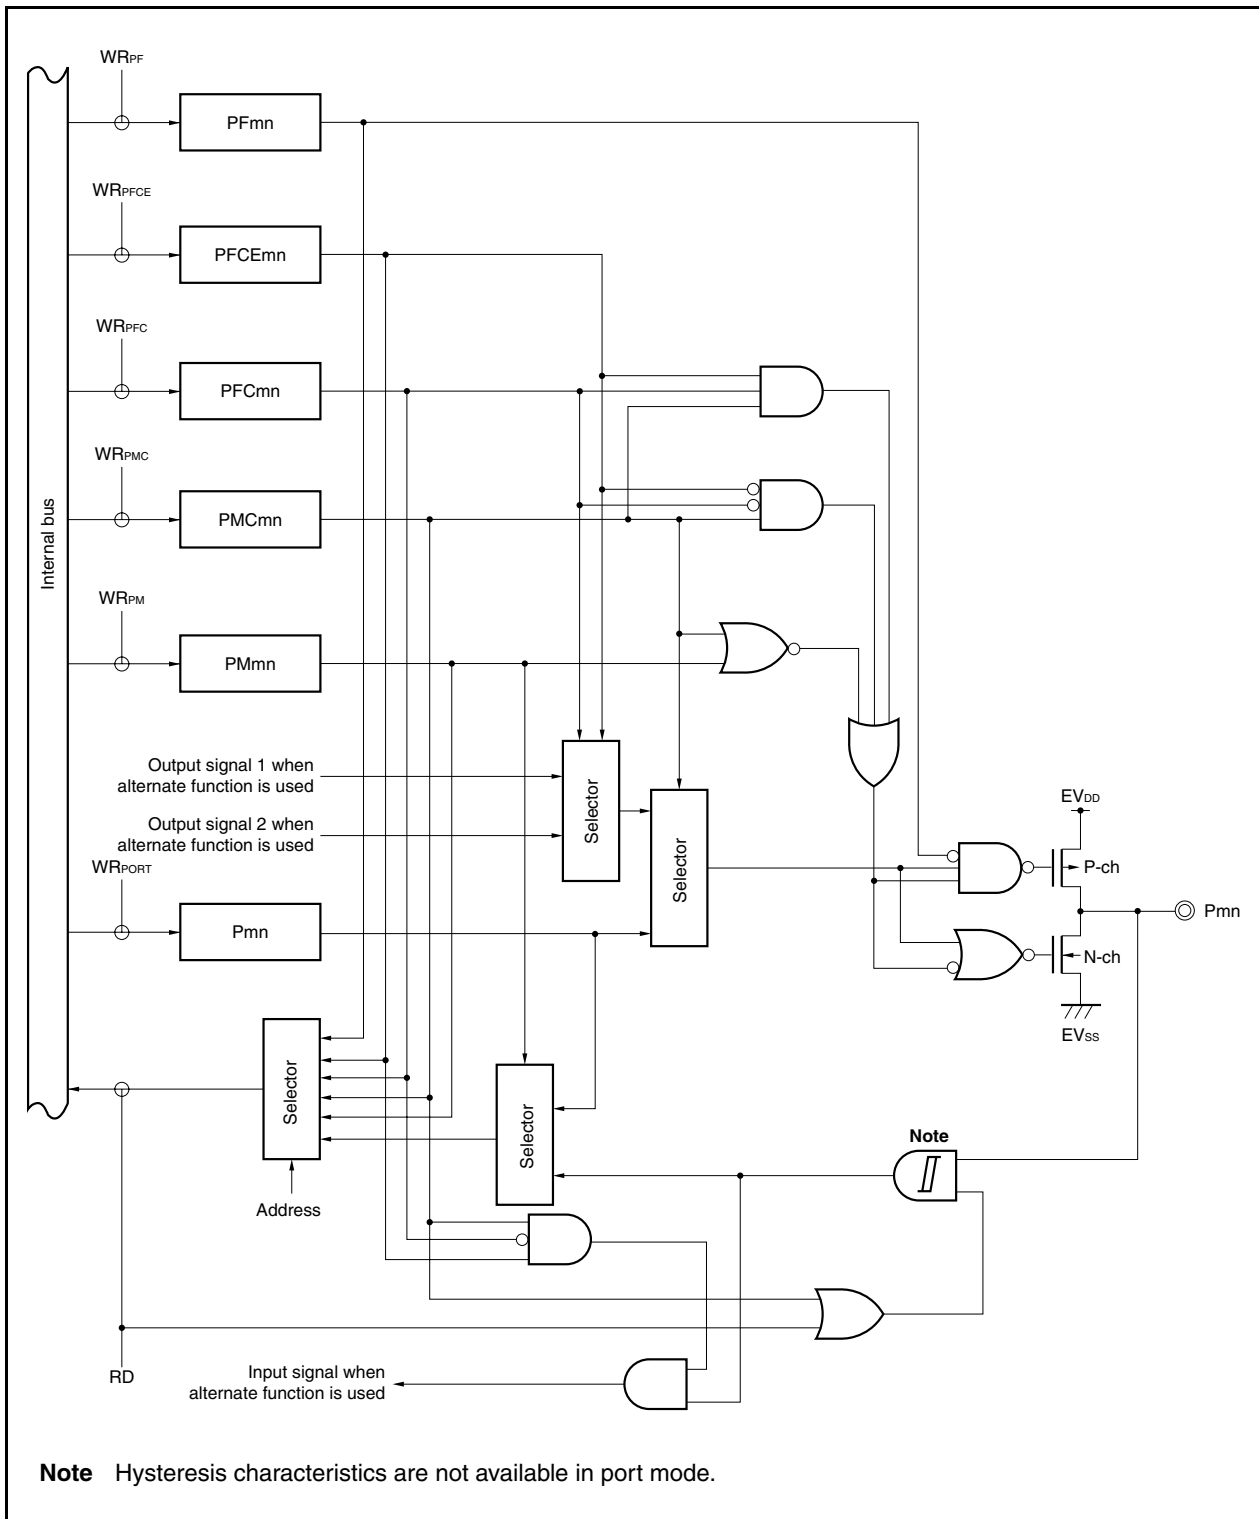 WRPF
PFmn
WRPFCE
PFCEmn
WRPFC
PFCmn
WRPMC
PMCmn
Internal bus
WRPM
PMmn
Output signal 1 when
alternate function is used
Output signal 2 when
alternate function is used
Selector
Selector
WRPORT
Pmn
EVDD
P-ch
Pmn
N-ch
EVSS
Selector
Selector
Address
Note
RD
Input signal when
alternate function is used
Note Hysteresis characteristics are not available in port mode.